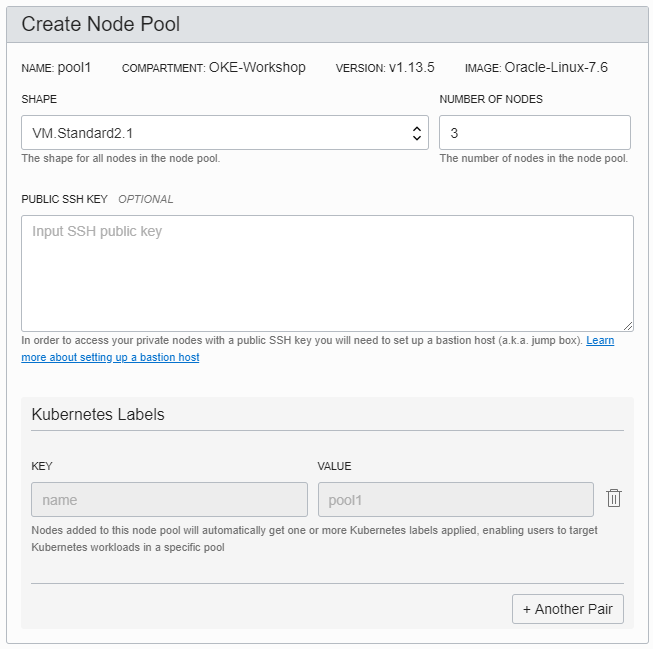 Create Node Pool
NAME: pool1 COMPARTMENT: OKE-Workshop VERSION: v1.13.5 IMAGE: Oracle-Linux-7.6
SHAPE NUMBER OF NODES
VM.Standard2.1 3
The shape for all nodes in the node pool. The number of nodes in the node pool.
PUBLIC SSH KEY OPTIONAL
Input SSH public key
In order to access your private nodes with a public SSH key you will need to set up a bastion host (a.k.a. jump box). Learn
more about setting up a bastion host
Kubernetes Labels
KEY VALUE
name pool1
Nodes added to this node pool will automatically get one or more Kubernetes labels applied, enabling users to target
Kubernetes workloads in a specific pool
+ Another Pair